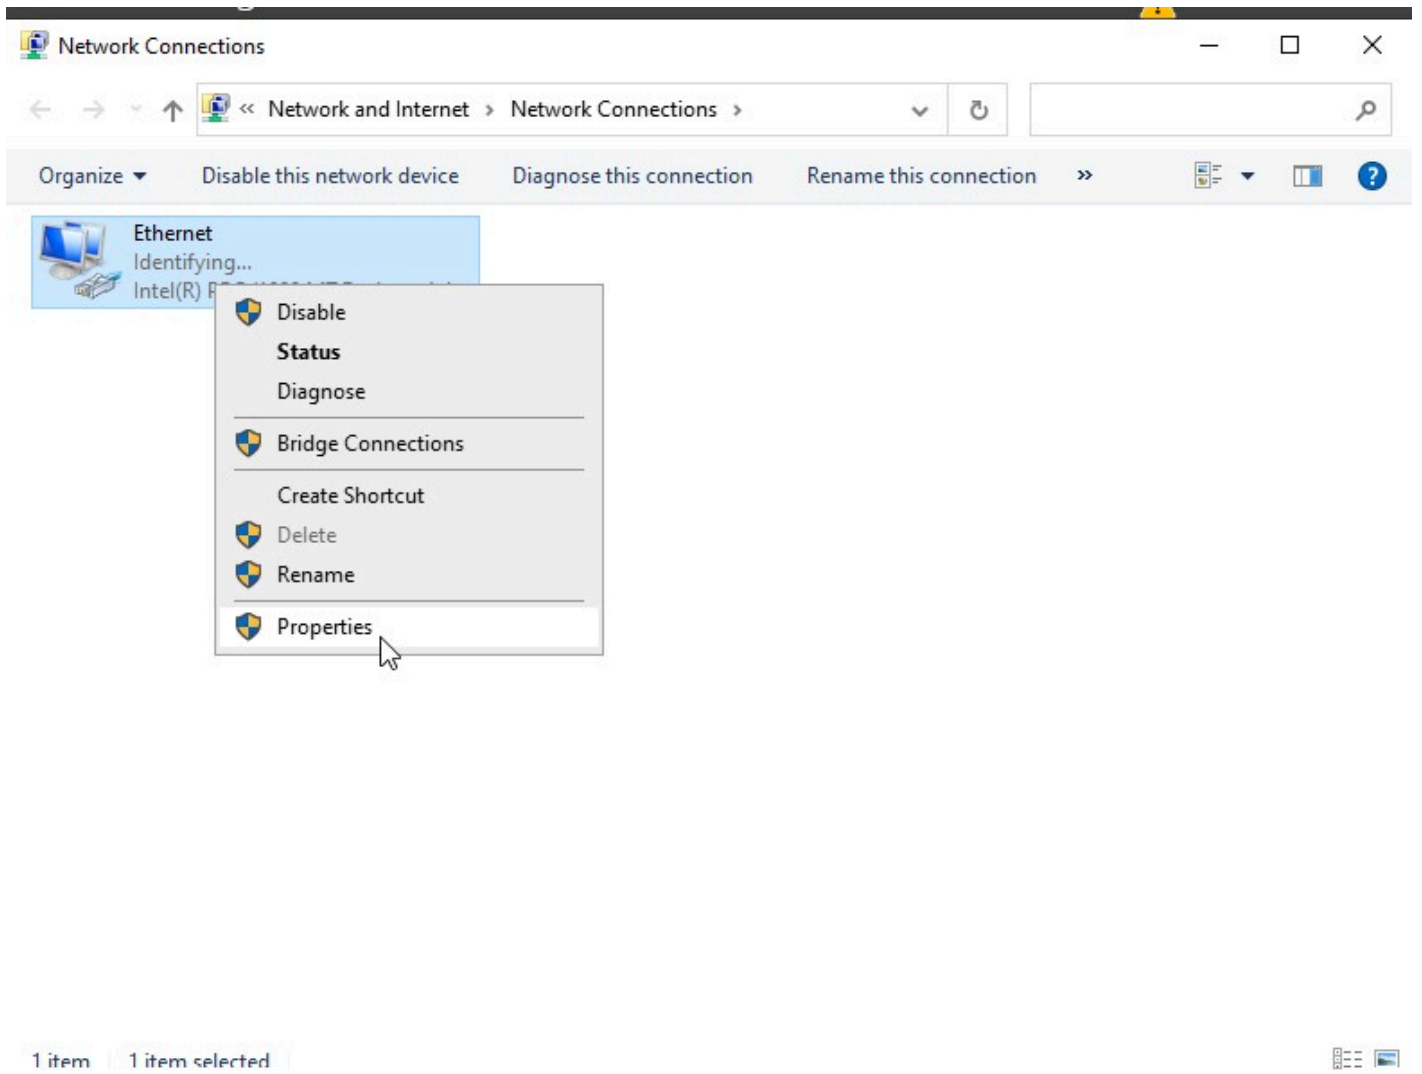 Network Connections
« Network and Internet > Network Connections >
Organize Disable this network device Diagnose this connection Rename this connection »
Ethernet
Identifying...
Intel(R)
Disable
Status
Diagnose
Bridge Connections
Create Shortcut
Delete
Rename
Properties
1 item 1 item selected